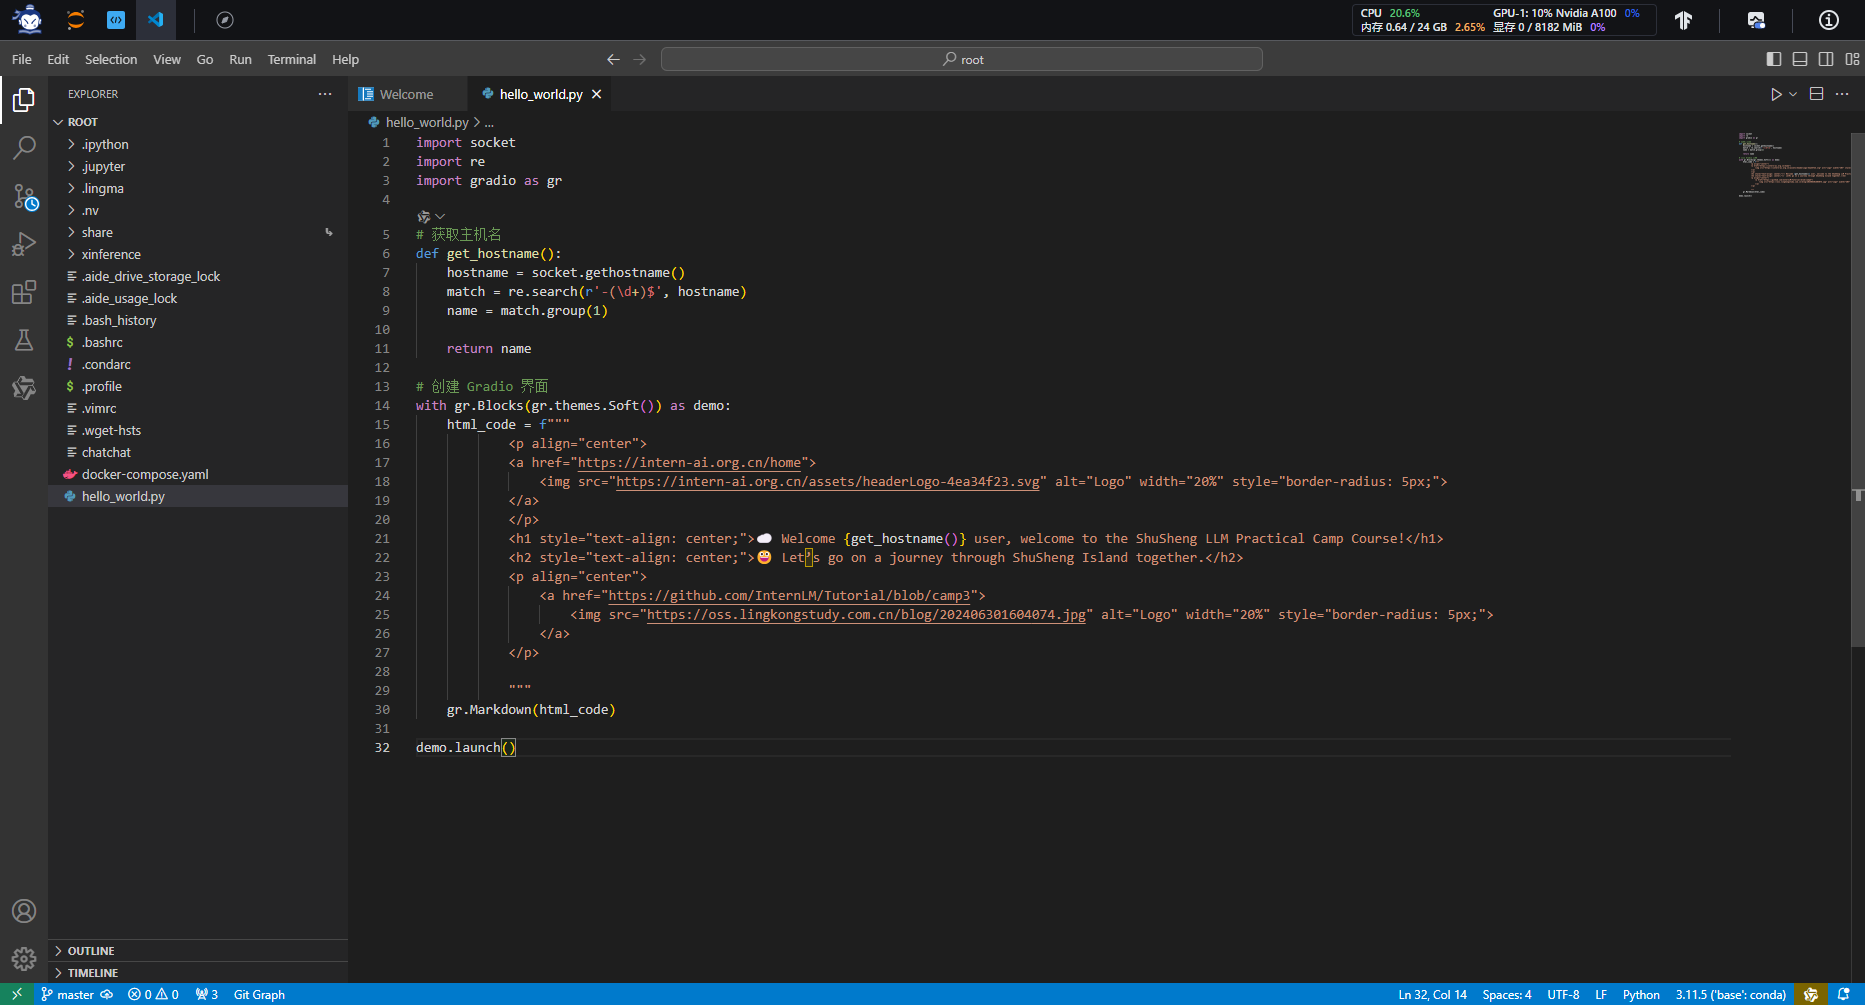 CPU 20.6% GPU-1: 10% Nvidia A100 0%
内存 0.64 / 24 GB 2.65% 显存 0 / 8182 MiB 0%
File Edit Selection View Go Run Terminal Help
root
EXPLORER
Welcome
hello_world.py
ROOT
.ipython
.jupyter
.lingma
.nv
share
xinference
.aide_drive_storage_lock
.aide_usage_lock
.bash_history
.bashrc
.condarc
.profile
.vimrc
.wget-hsts
chatchat
docker-compose.yaml
hello_world.py
OUTLINE
TIMELINE
hello_world.py > ...
1 import socket
2 import re
3 import gradio as gr
4
5 # 获取主机名
6 def get_hostname():
7     hostname = socket.gethostname()
8     match = re.search(r'-(\d+)$', hostname)
9     name = match.group(1)
10
11     return name
12
13 # 创建 Gradio 界面
14 with gr.Blocks(gr.themes.Soft()) as demo:
15     html_code = f"""
16             <p align="center">
17             <a href="https://intern-ai.org.cn/home">
18                 <img src="https://intern-ai.org.cn/assets/headerLogo-4ea34f23.svg" alt="Logo" width="20%" style="border-radius: 5px;">
19             </a>
20             </p>
21             <h1 style="text-align: center;">☁️ Welcome {get_hostname()} user, welcome to the ShuSheng LLM Practical Camp Course!</h1>
22             <h2 style="text-align: center;">😀 Let’s go on a journey through ShuSheng Island together.</h2>
23             <p align="center">
24                 <a href="https://github.com/InternLM/Tutorial/blob/camp3">
25                     <img src="https://oss.lingkongstudy.com.cn/blog/202406301604074.jpg" alt="Logo" width="20%" style="border-radius: 5px;">
26                 </a>
27             </p>
28
29             """
30     gr.Markdown(html_code)
31
32 demo.launch()
master 0 0 3 Git Graph
Ln 32, Col 14 Spaces: 4 UTF-8 LF Python 3.11.5 ('base': conda)